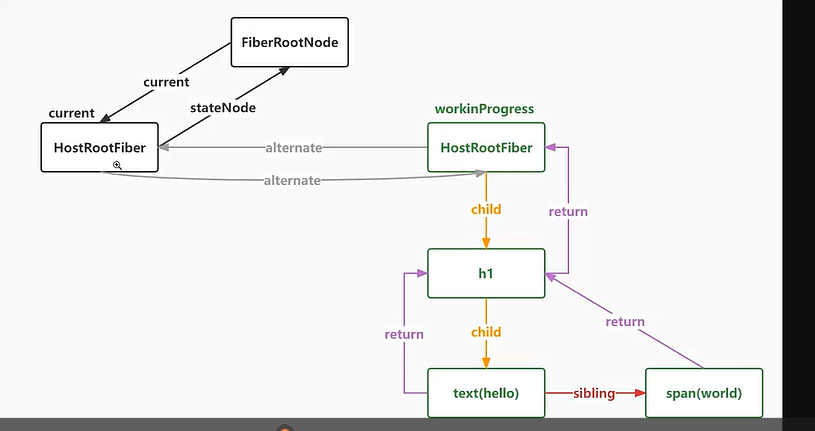 FiberRootNode
current
stateNode
current
HostRootFiber
workinProgress
HostRootFiber
alternate
alternate
child
return
h1
return
child
return
text(hello)
sibling
span(world)